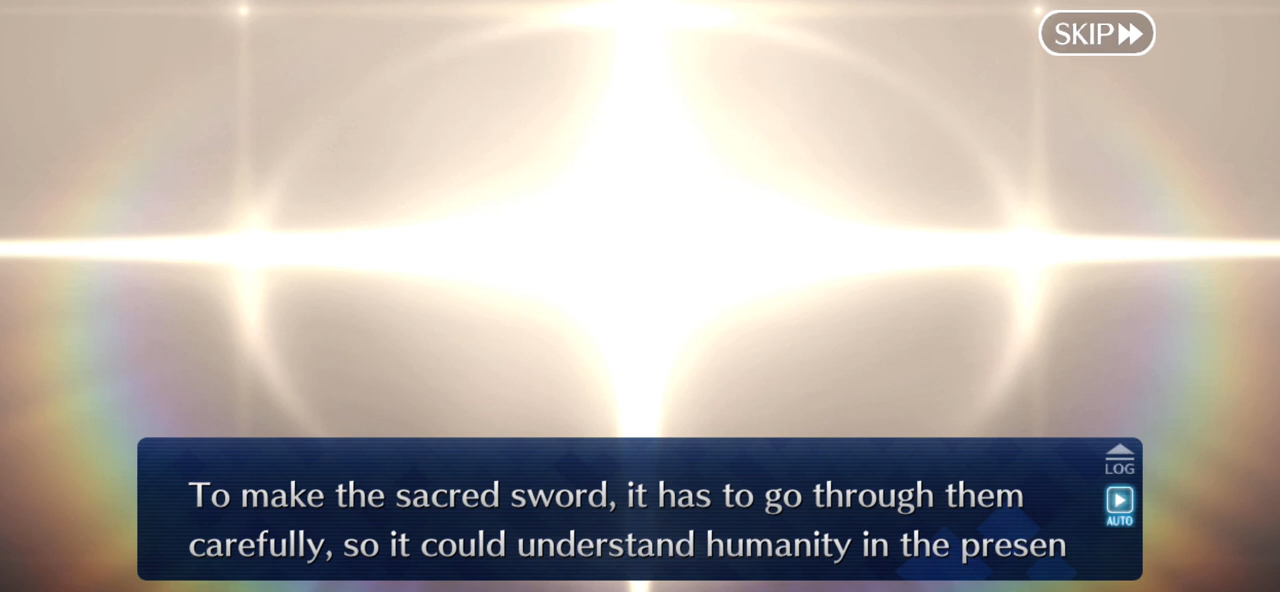 SKIP
To make the sacred sword, it has to go through them
carefully, so it could understand humanity in the presen
LOG
AUTO